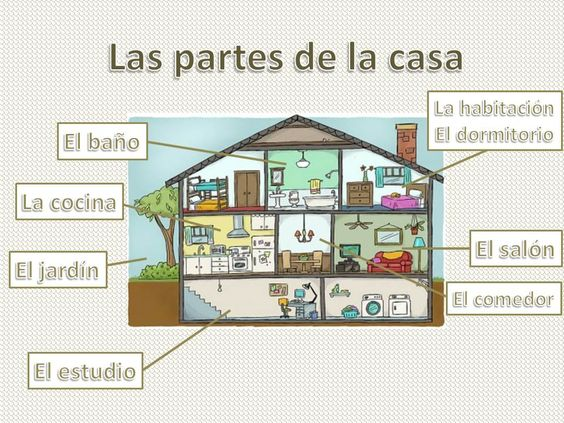 Las partes de la casa
La habitación
El dormitorio
El baño
La cocina
El salón
El jardín
El comedor
El estudio